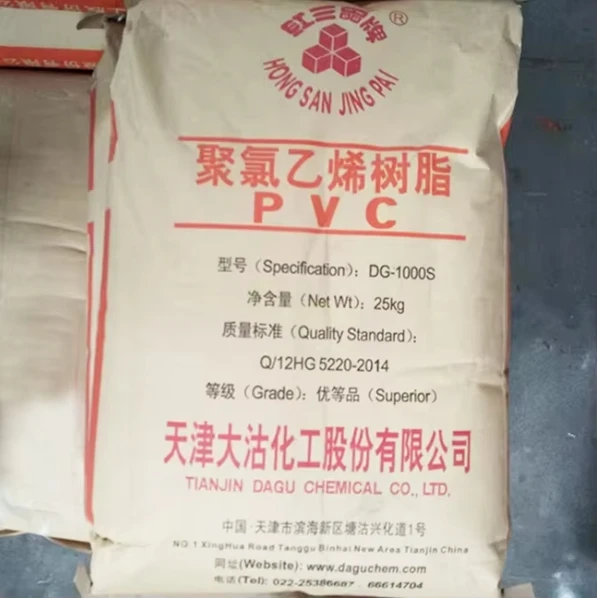 红三晶牌®
HONG SAN JING PAI
聚氯乙烯树脂
PVC
型号（Specification）：DG-1000S
净含量（Net Wt）：25kg
质量标准（Quality Standard）：
Q/12HG 5220-2014
等级（Grade）：优等品（Superior）
天津大沽化工股份有限公司
TIANJIN DAGU CHEMICAL CO., LTD.
中国·天津市滨海新区塘沽兴化道1号
NO.1 XingHua Road Tanggu Binhai New Area Tianjin China
网址(Website): www.daguchem.com
电话(Tel): 022-25386687、66614704